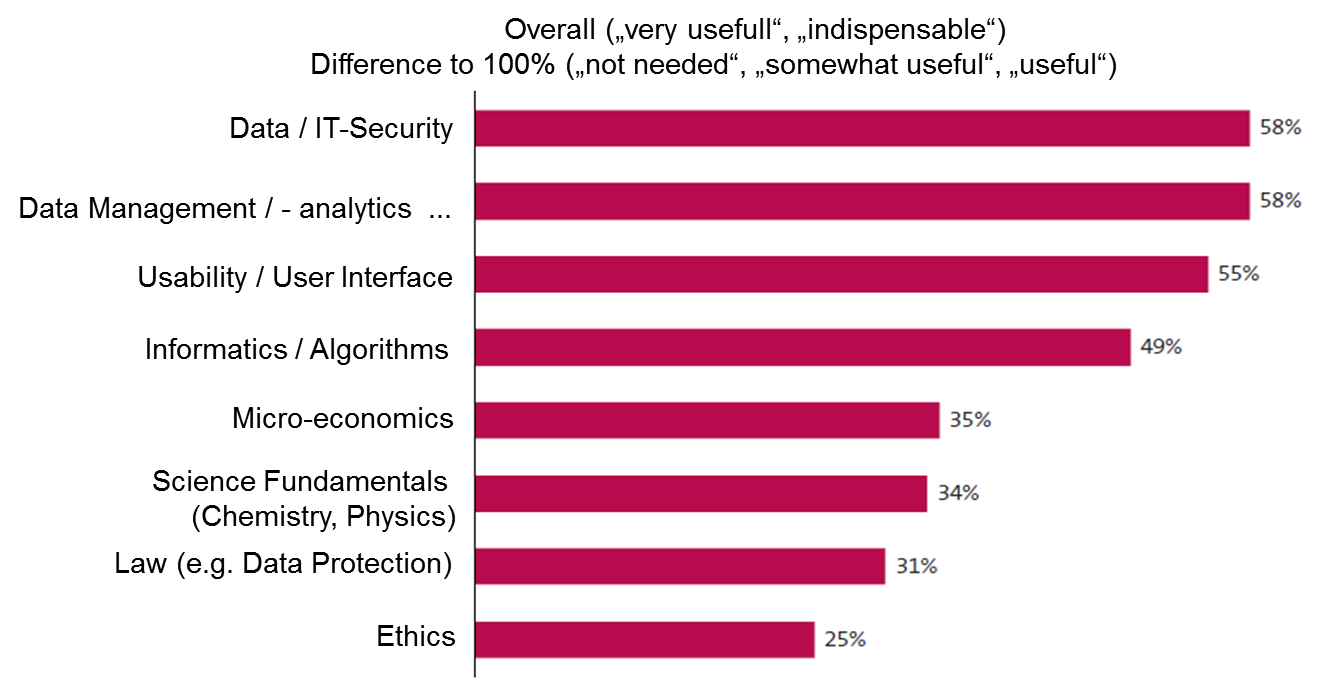 Overall („very usefull“, „indispensable“)
Difference to 100% („not needed“, „somewhat useful“, „useful“)
Data / IT-Security 58%
Data Management / - analytics ... 58%
Usability / User Interface 55%
Informatics / Algorithms 49%
Micro-economics 35%
Science Fundamentals
(Chemistry, Physics) 34%
Law (e.g. Data Protection) 31%
Ethics 25%